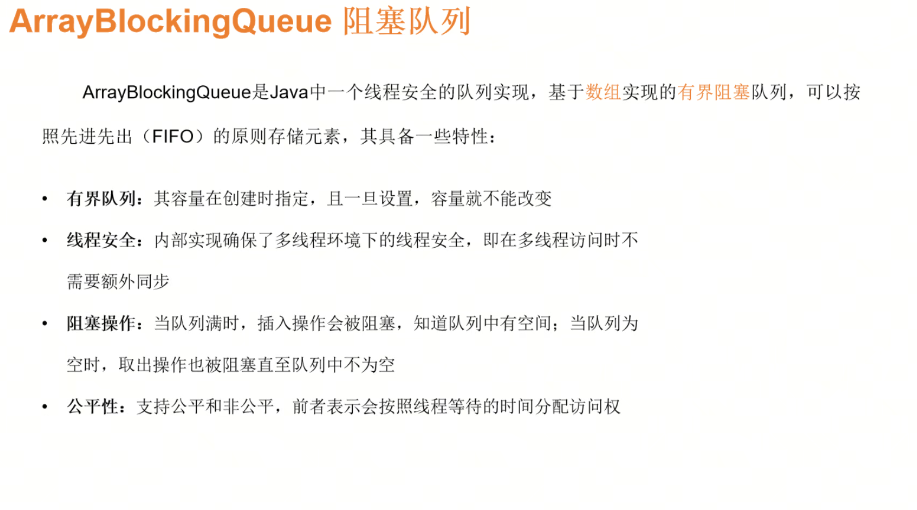 ArrayBlockingQueue 阻塞队列
ArrayBlockingQueue是Java中一个线程安全的队列实现，基于数组实现的有界阻塞队列，可以按
照先进先出（FIFO）的原则存储元素，其具备一些特性：
• 有界队列：其容量在创建时指定，且一旦设置，容量就不能改变
• 线程安全：内部实现确保了多线程环境下的线程安全，即在多线程访问时不
需要额外同步
• 阻塞操作：当队列满时，插入操作会被阻塞，知道队列中有空间；当队列为
空时，取出操作也被阻塞直至队列中不为空
• 公平性：支持公平和非公平，前者表示会按照线程等待的时间分配访问权